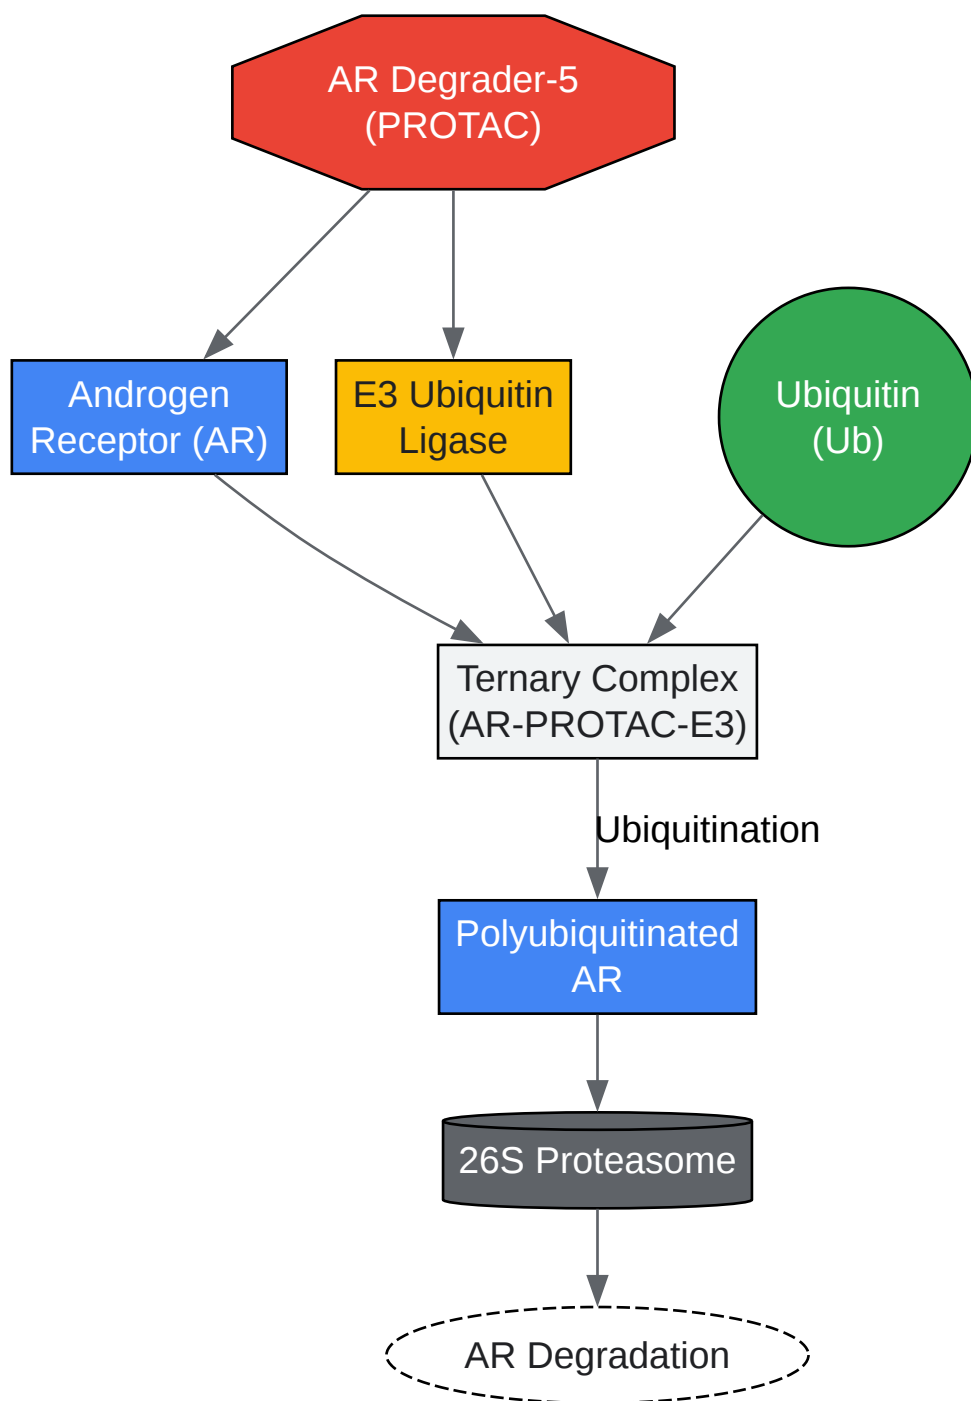 AR Degrader-5
(PROTAC)
Androgen
Receptor (AR)
E3 Ubiquitin
Ligase
Ubiquitin
(Ub)
Ternary Complex
(AR-PROTAC-E3)
Ubiquitination
Polyubiquitinated
AR
26S Proteasome
AR Degradation